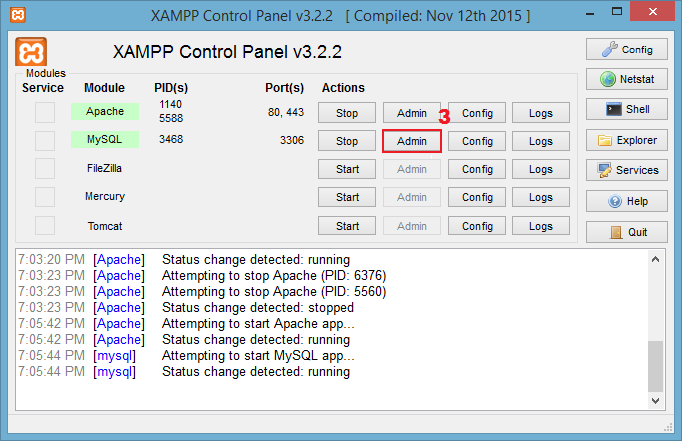 XAMPP Control Panel v3.2.2 [ Compiled: Nov 12th 2015 ]
XAMPP Control Panel v3.2.2
Config
Modules
Service Module PID(s) Port(s) Actions
Netstat
Apache 1140 5588 80, 443 Stop Admin Config Logs
3
Shell
MySQL 3468 3306 Stop Admin Config Logs
Explorer
FileZilla Start Admin Config Logs
Services
Mercury Start Admin Config Logs
Help
Tomcat Start Admin Config Logs
Quit
7:03:20 PM [Apache] Status change detected: running
7:03:23 PM [Apache] Attempting to stop Apache (PID: 6376)
7:03:23 PM [Apache] Attempting to stop Apache (PID: 5560)
7:03:23 PM [Apache] Status change detected: stopped
7:05:42 PM [Apache] Attempting to start Apache app...
7:05:42 PM [Apache] Status change detected: running
7:05:44 PM [mysql] Attempting to start MySQL app...
7:05:44 PM [mysql] Status change detected: running